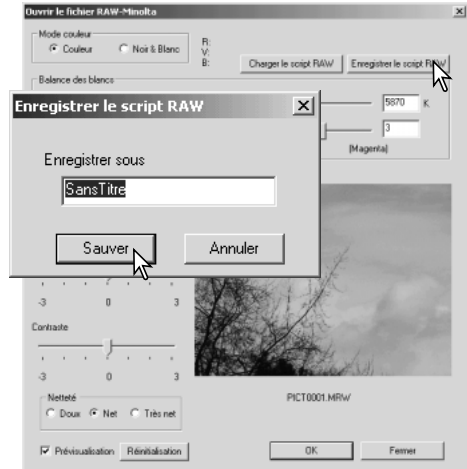 Ouvrir le fichier RAW-Minolta
Mode couleur
Couleur Noir & Blanc
R:
V:
B:
Charger le script RAW Enregistrer le script RAW
Balance des blancs
5870 K
3
(Magenta)
Enregistrer le script RAW
Enregistrer sous
SansTitre
Sauver Annuler
-3 0 3
Contraste
-3 0 3
Netteté
Doux Net Très net
PICT0001.MRW
Prévisualisation Réinitialisation OK Fermer